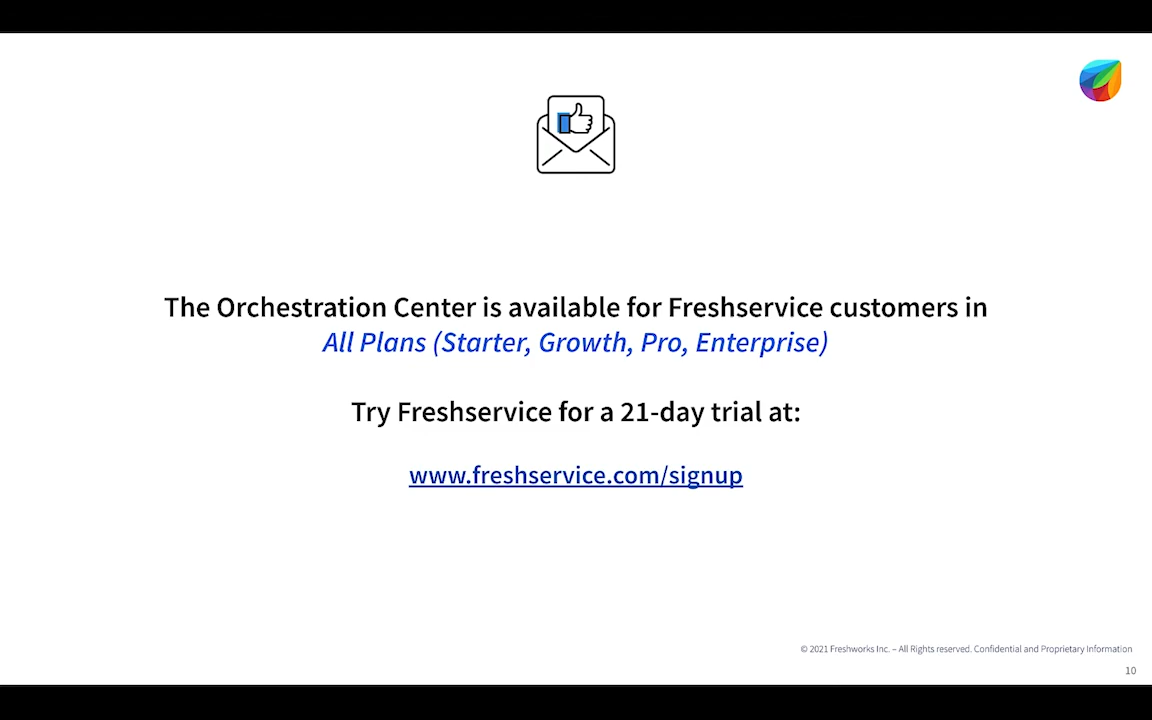 The Orchestration Center is available for Freshservice customers in
All Plans (Starter, Growth, Pro, Enterprise)
Try Freshservice for a 21-day trial at:
www.freshservice.com/signup
© 2021 Freshworks Inc. – All Rights reserved. Confidential and Proprietary Information
10